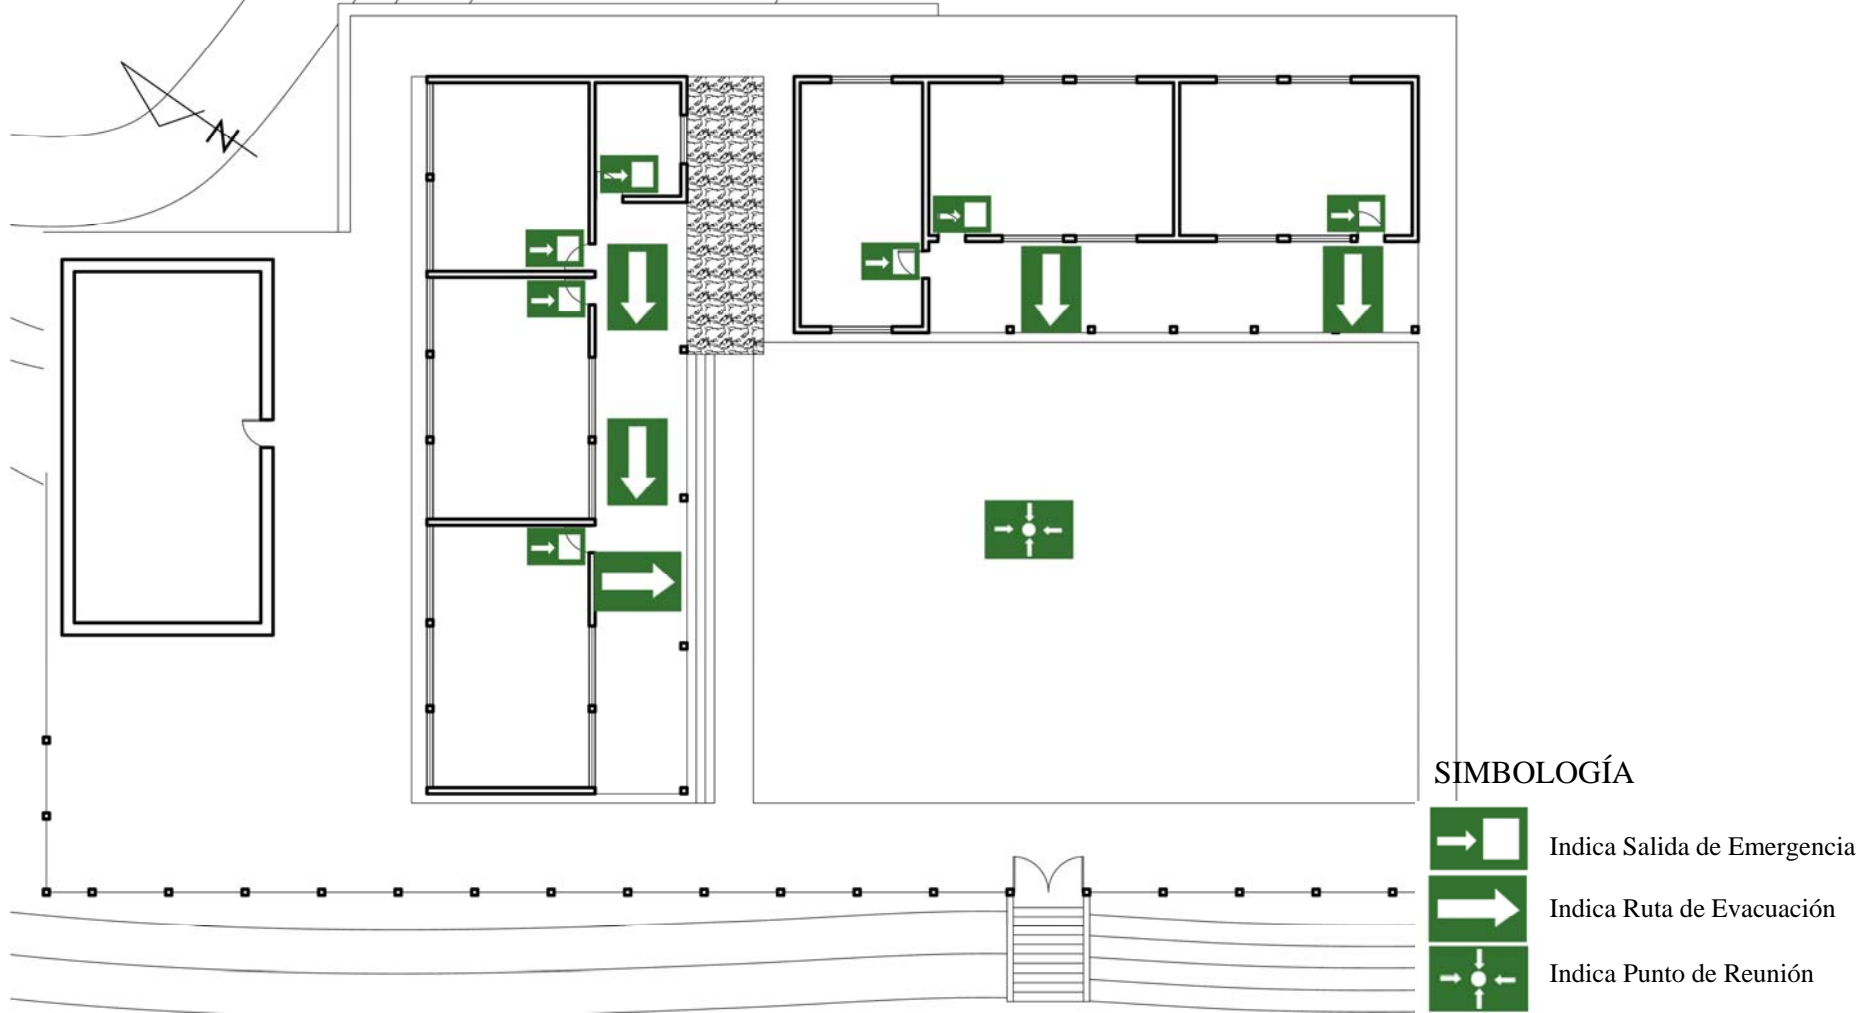 N
SIMBOLOGÍA
Indica Salida de Emergencia
Indica Ruta de Evacuación
Indica Punto de Reunión